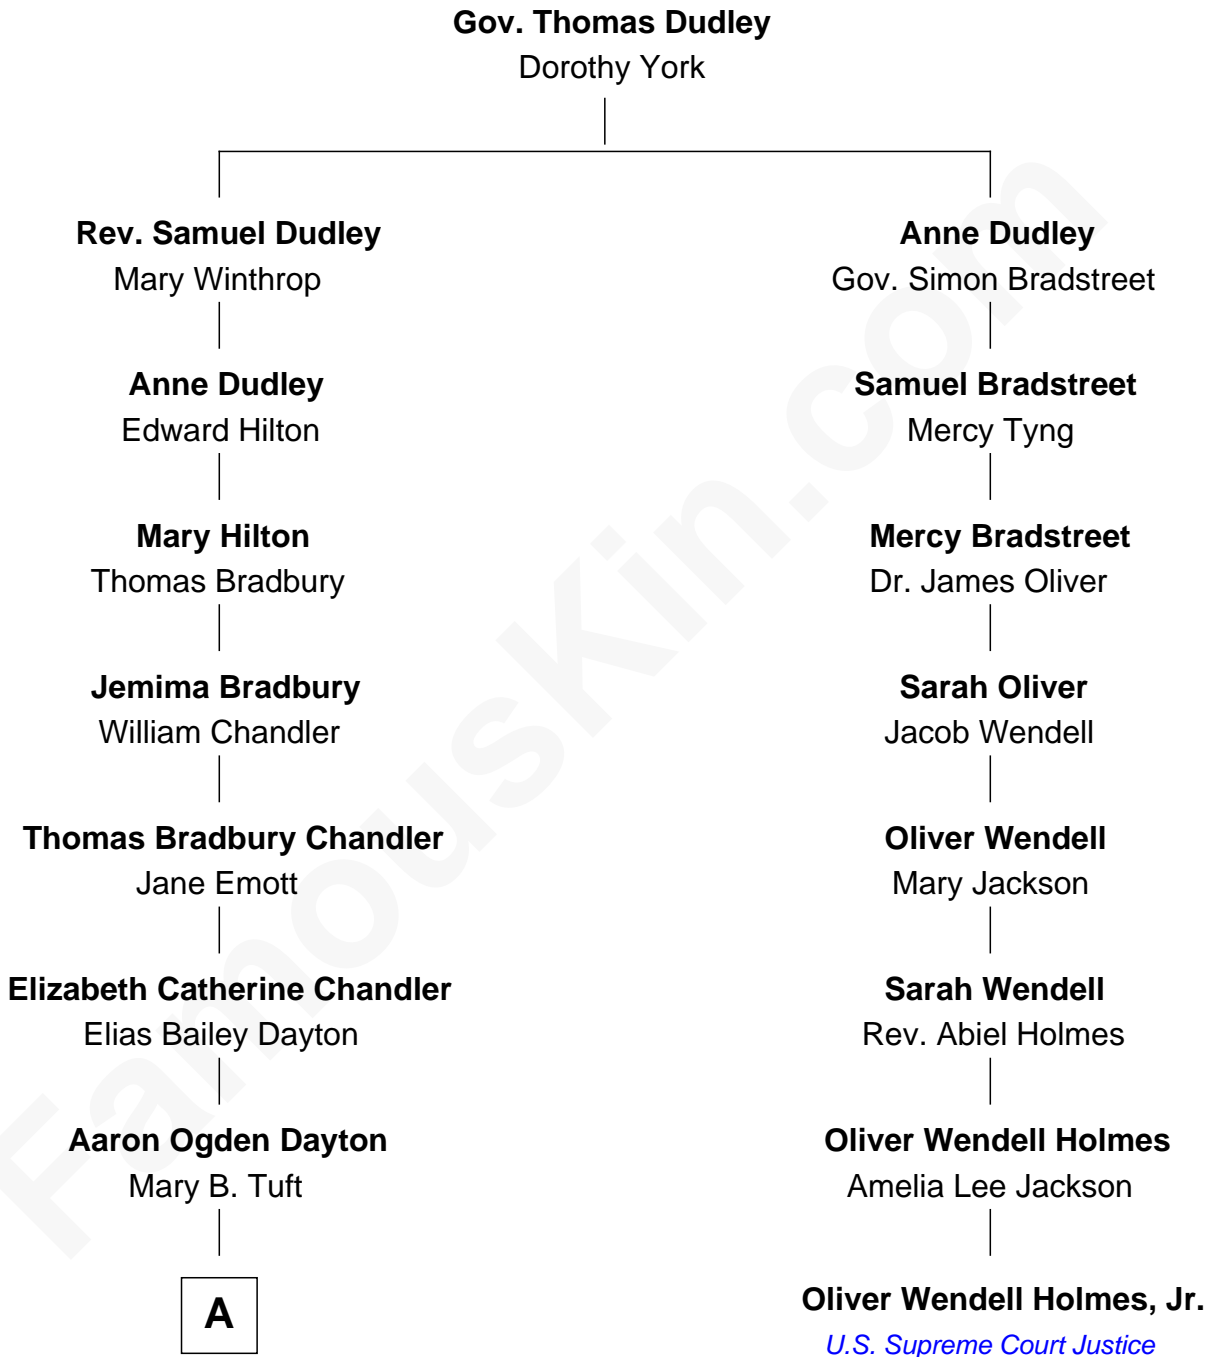 Gov. Thomas Dudley
Dorothy York
Rev. Samuel Dudley
Mary Winthrop
Anne Dudley
Gov. Simon Bradstreet
Anne Dudley
Edward Hilton
Samuel Bradstreet
Mercy Tyng
Mary Hilton
Thomas Bradbury
Mercy Bradstreet
Dr. James Oliver
Jemima Bradbury
William Chandler
Sarah Oliver
Jacob Wendell
Thomas Bradbury Chandler
Jane Emott
Oliver Wendell
Mary Jackson
Elizabeth Catherine Chandler
Elias Bailey Dayton
Sarah Wendell
Rev. Abiel Holmes
Aaron Ogden Dayton
Mary B. Tuft
Oliver Wendell Holmes
Amelia Lee Jackson
A
Oliver Wendell Holmes, Jr.
U.S. Supreme Court Justice
FamousKin.com